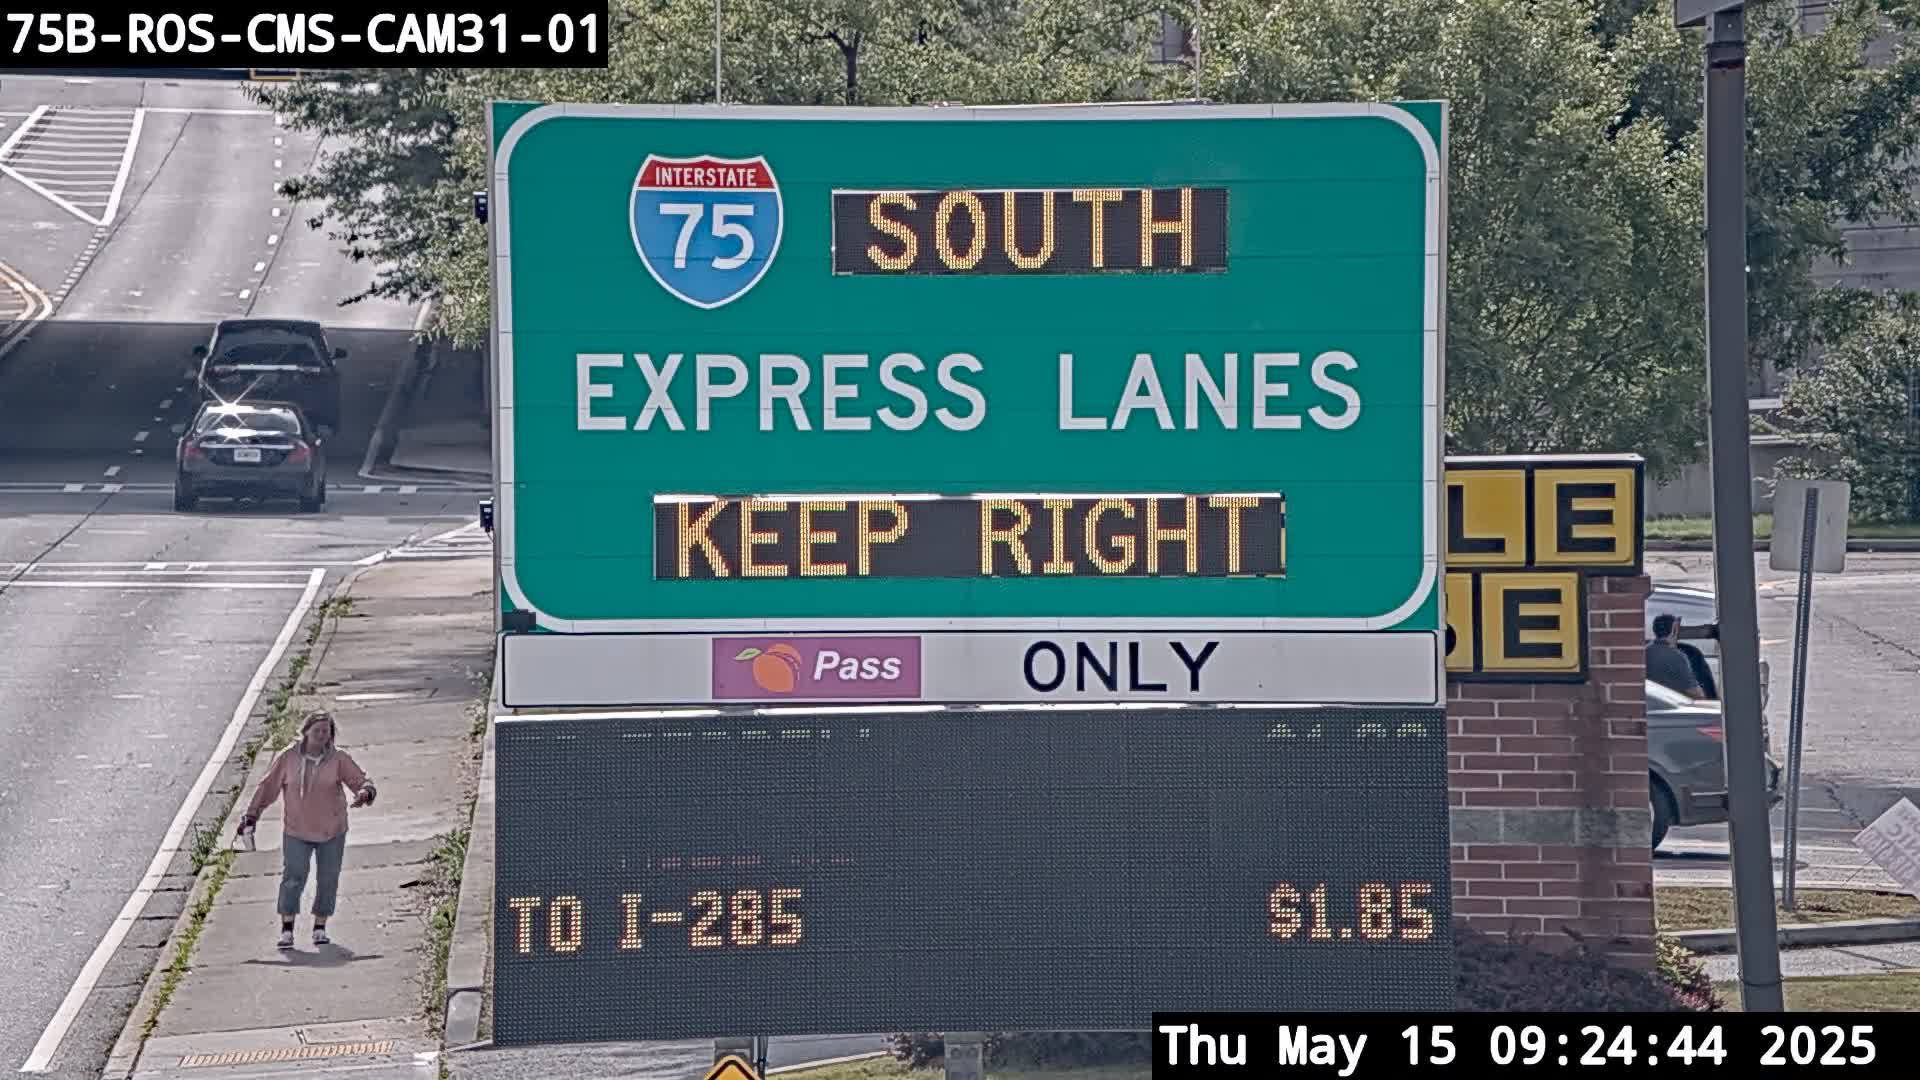 75B-ROS-CMS-CAM31-01
INTERSTATE
75
SOUTH
EXPRESS LANES
KEEP RIGHT
Pass ONLY
TO I-285 $1.85
LE
E
Thu May 15 09:24:44 2025